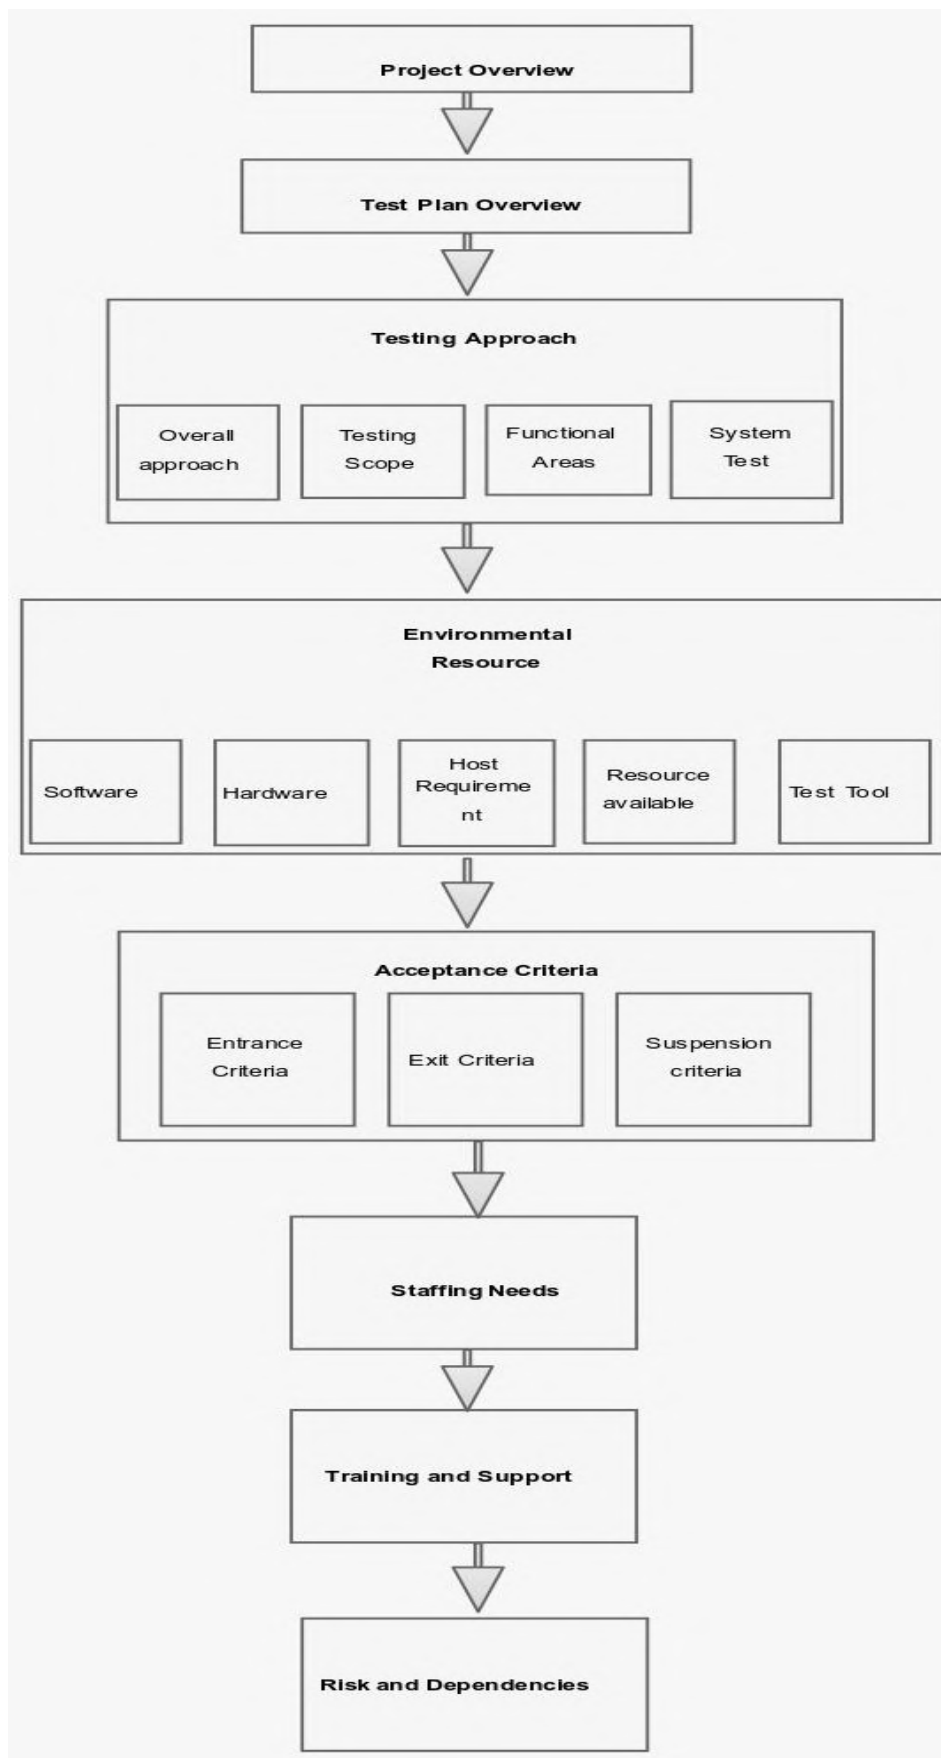 Project Overview
Test Plan Overview
Testing Approach
Overall
approach
Testing
Scope
Functional
Areas
System
Test
Environmental
Resource
Software
Hardware
Host
Requireme
nt
Resource
available
Test Tool
Acceptance Criteria
Entrance
Criteria
Exit Criteria
Suspension
criteria
Staffing Needs
Training and Support
Risk and Dependencies